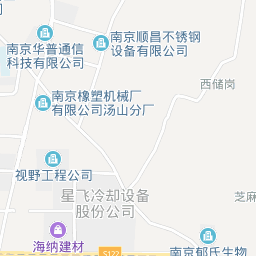 南京顺昌不锈钢
设备有限公司
南京华普通信
科技有限公司
西储岗
南京橡塑机械厂
有限公司汤山分厂
视野工程公司
星飞冷却设备
股份公司
芝麻
海纳建材
南京郁氏生物
S122